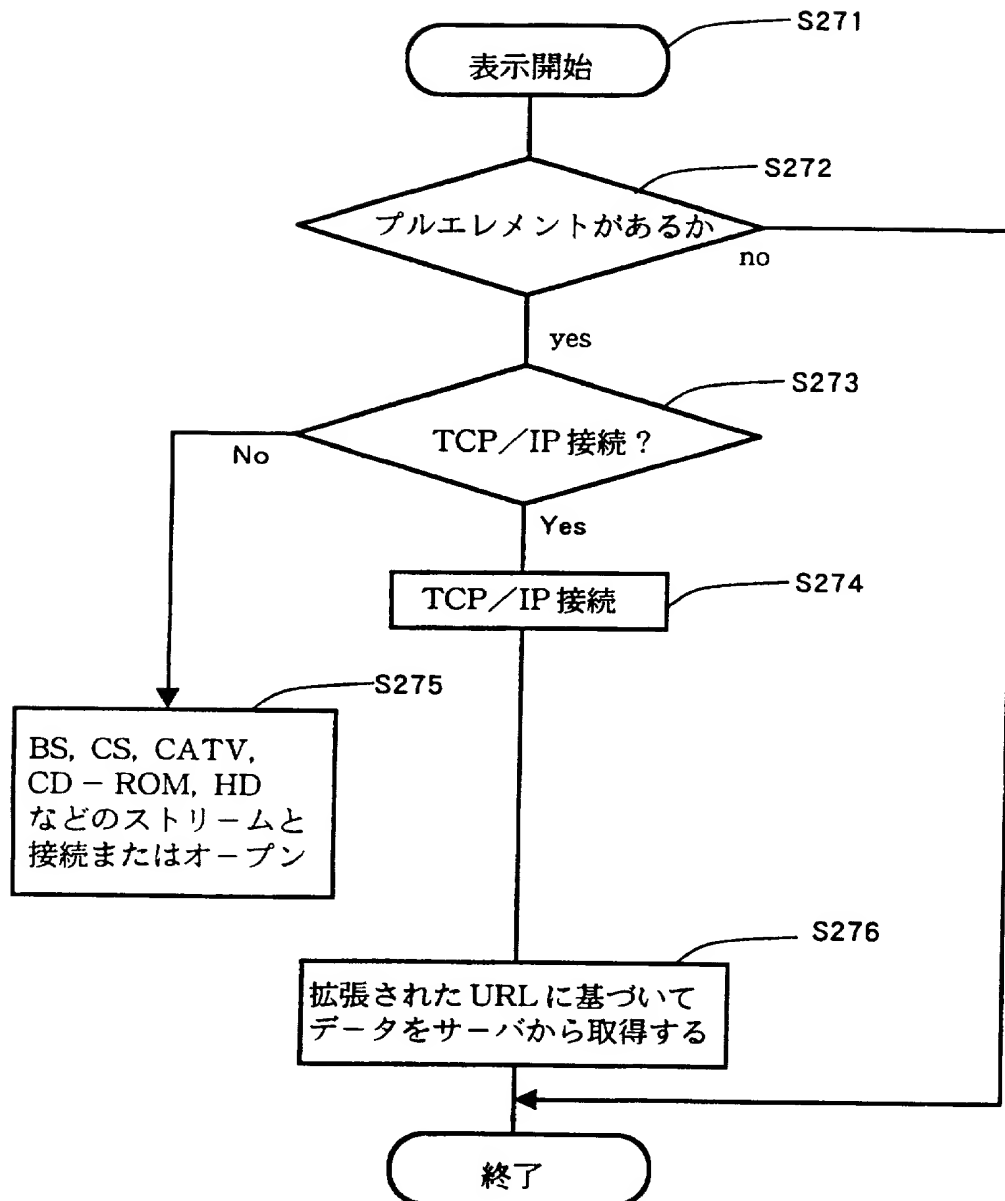 S271
表示開始
S272
プルエレメントがあるか
no
yes
S273
TCP／IP 接続？
No
Yes
S274
TCP／IP 接続
S275
BS, CS, CATV,
CD－ROM, HD
などのストリームと
接続またはオープン
S276
拡張された URL に基づいて
データをサーバから取得する
終了